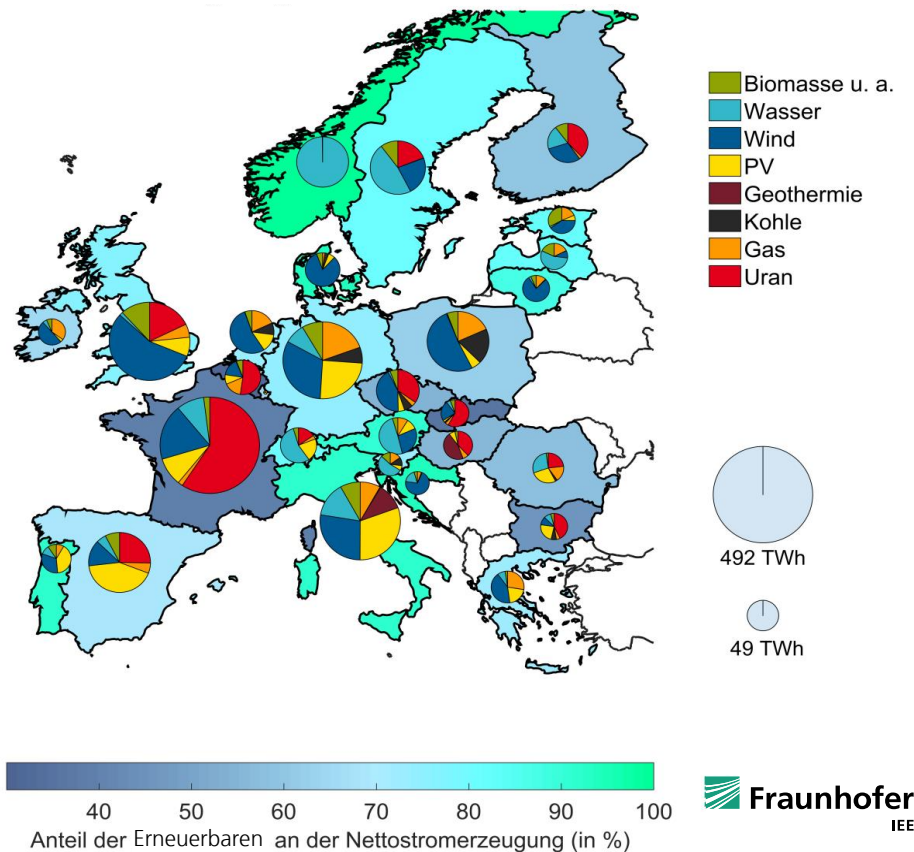 Biomasse u. a.
Wasser
Wind
PV
Geothermie
Kohle
Gas
Uran
492 TWh
49 TWh
40 50 60 70 80 90 100
Anteil der Erneuerbaren an der Nettostromerzeugung (in %)
Fraunhofer
IEE